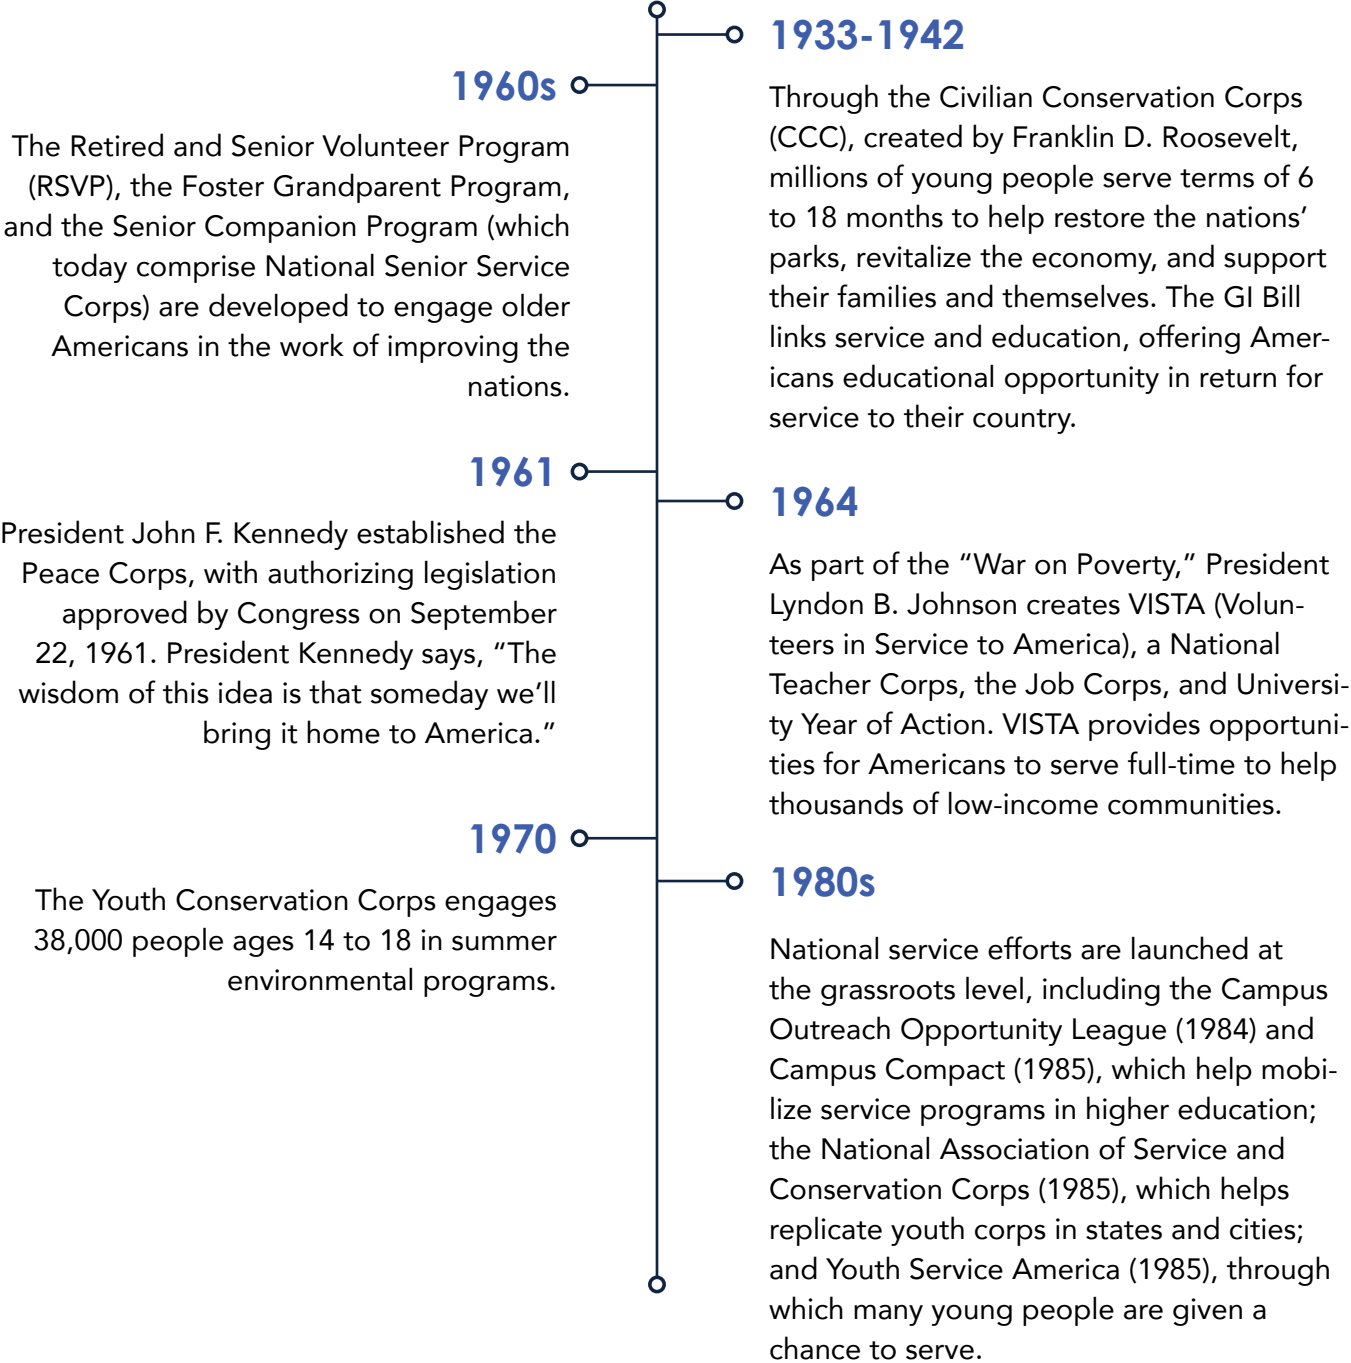 1933-1942
Through the Civilian Conservation Corps
(CCC), created by Franklin D. Roosevelt,
millions of young people serve terms of 6
to 18 months to help restore the nations’
parks, revitalize the economy, and support
their families and themselves. The GI Bill
links service and education, offering Amer-
icans educational opportunity in return for
service to their country.
1960s
The Retired and Senior Volunteer Program
(RSVP), the Foster Grandparent Program,
and the Senior Companion Program (which
today comprise National Senior Service
Corps) are developed to engage older
Americans in the work of improving the
nations.
1961
President John F. Kennedy established the
Peace Corps, with authorizing legislation
approved by Congress on September
22, 1961. President Kennedy says, “The
wisdom of this idea is that someday we’ll
bring it home to America.”
1964
As part of the “War on Poverty,” President
Lyndon B. Johnson creates VISTA (Volun-
teers in Service to America), a National
Teacher Corps, the Job Corps, and Universi-
ty Year of Action. VISTA provides opportuni-
ties for Americans to serve full-time to help
thousands of low-income communities.
1970
The Youth Conservation Corps engages
38,000 people ages 14 to 18 in summer
environmental programs.
1980s
National service efforts are launched at
the grassroots level, including the Campus
Outreach Opportunity League (1984) and
Campus Compact (1985), which help mobi-
lize service programs in higher education;
the National Association of Service and
Conservation Corps (1985), which helps
replicate youth corps in states and cities;
and Youth Service America (1985), through
which many young people are given a
chance to serve.